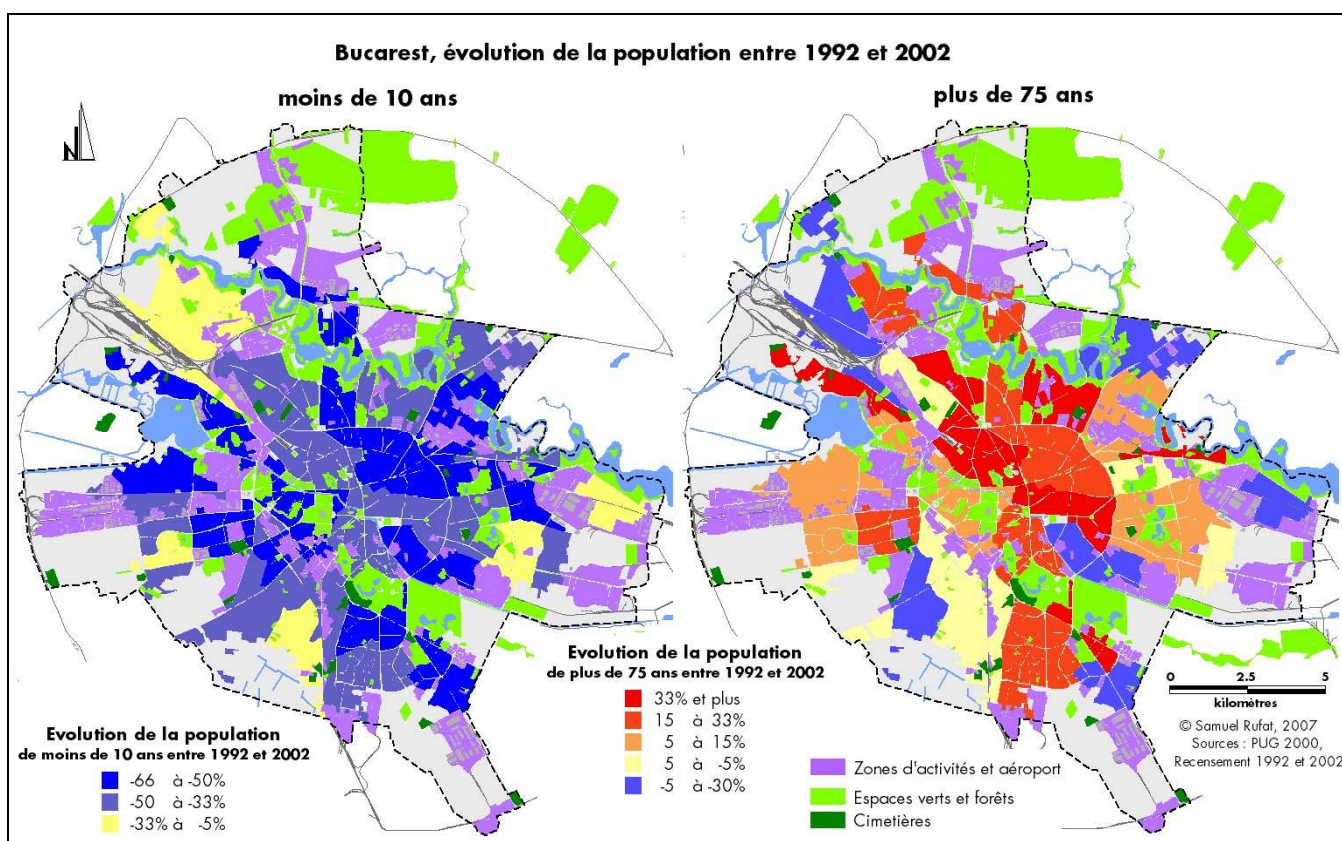 Bucarest, évolution de la population entre 1992 et 2002
moins de 10 ans
plus de 75 ans
N
Evolution de la population
de moins de 10 ans entre 1992 et 2002
-66 à -50%
-50 à -33%
-33% à -5%
Evolution de la population
de plus de 75 ans entre 1992 et 2002
33% et plus
15 à 33%
5 à 15%
5 à -5%
-5 à -30%
Zones d'activités et aéroport
Espaces verts et forêts
Cimetières
0 2.5 5
kilomètres
© Samuel Rufat, 2007
Sources : PUG 2000,
Recensement 1992 et 2002